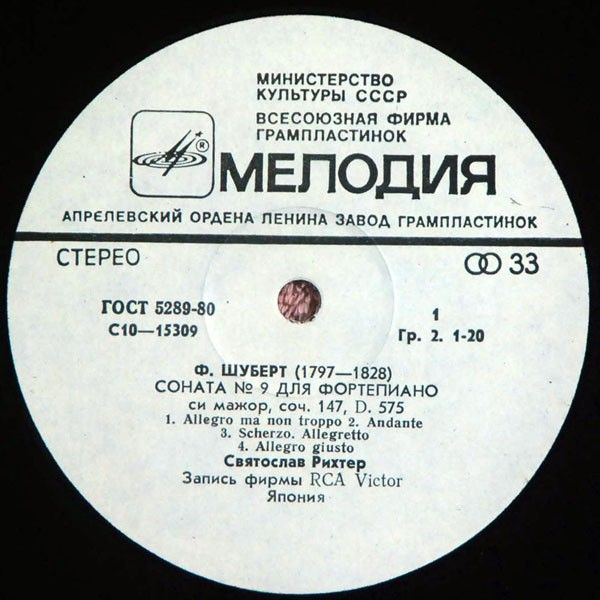 МИНИСТЕРСТВО
КУЛЬТУРЫ СССР
ВСЕСОЮЗНАЯ ФИРМА
ГРАМПЛАСТИНОК
®
МЕЛОДИЯ
АПРЕЛЕВСКИЙ ОРДЕНА ЛЕНИНА ЗАВОД ГРАМПЛАСТИНОК
СТЕРЕО
33
ГОСТ 5289-80
С10—15309
1
Гр. 2. 1-20
Ф. ШУБЕРТ (1797—1828)
СОНАТА № 9 ДЛЯ ФОРТЕПИАНО
си мажор, соч. 147, D. 575
1. Allegro ma non troppo 2. Andante
3. Scherzo. Allegretto
4. Allegro giusto
Святослав Рихтер
Запись фирмы RCA Victor
Япония